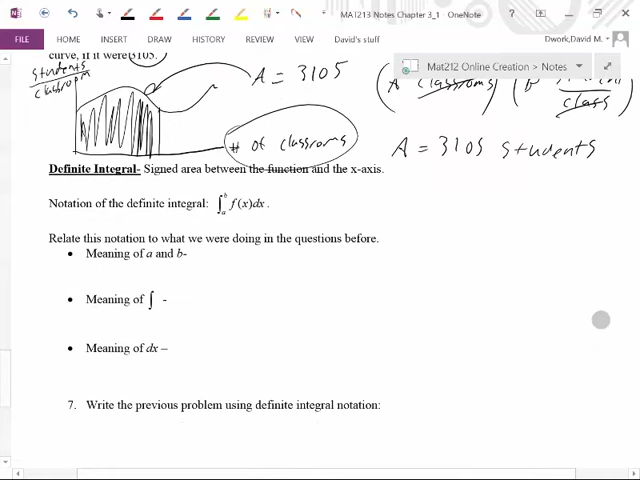 MAT213 Notes Chapter 3_1 - OneNote
FILE HOME INSERT DRAW HISTORY REVIEW VIEW David's stuff Dwork,David M.
Mat212 Online Creation > Notes
curve, if it were 3105.
students
classroom
A = 3105
# of classrooms
(A classrooms) (B
class
A = 3105 students
Definite Integral- Signed area between the function and the x-axis.
Notation of the definite integral: ∫_a^b f(x)dx.
Relate this notation to what we were doing in the questions before.
• Meaning of a and b-
• Meaning of ∫ -
• Meaning of dx –
7. Write the previous problem using definite integral notation: